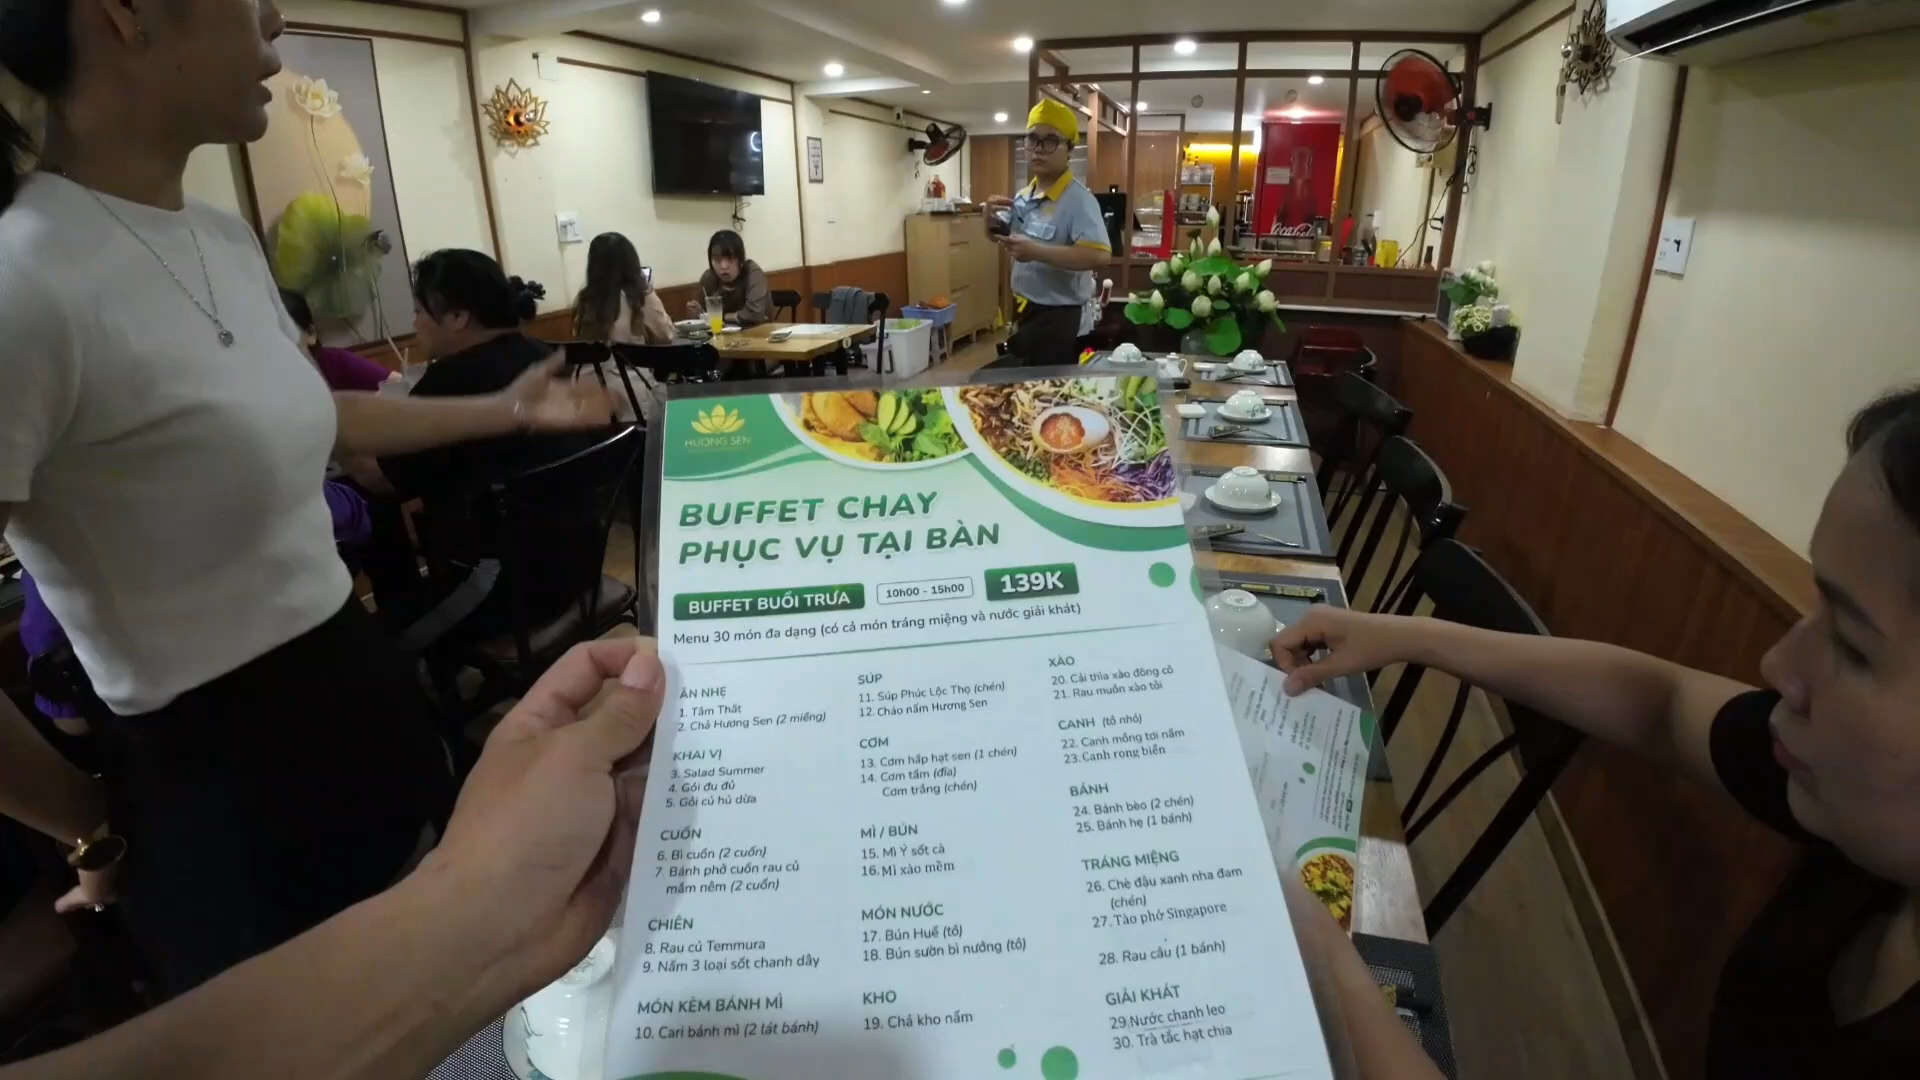 HƯƠNG SEN
BUFFET CHAY
PHỤC VỤ TẠI BÀN
BUFFET BUỔI TRƯA
10h00 - 15h00
139K
Menu 30 món đa dạng (có cả món tráng miệng và nước giải khát)
ĂN NHẸ
1. Tâm Thất
2. Chả Hương Sen (2 miếng)
KHAI VỊ
3. Salad Summer
4. Gỏi đu đủ
5. Gỏi củ hủ dừa
CUỐN
6. Bì cuốn (2 cuốn)
7. Bánh phở cuốn rau củ
mắm nêm (2 cuốn)
CHIÊN
8. Rau củ Temmura
9. Nấm 3 loại sốt chanh dây
MÓN KÈM BÁNH MÌ
10. Cari bánh mì (2 lát bánh)
SÚP
11. Súp Phúc Lộc Thọ (chén)
12. Cháo nấm Hương Sen
CƠM
13. Cơm hấp hạt sen (1 chén)
14. Cơm tấm (đĩa)
Cơm trắng (chén)
MÌ / BÚN
15. Mì Ý sốt cà
16. Mì xào mềm
MÓN NƯỚC
17. Bún Huế (tô)
18. Bún sườn bì nướng (tô)
KHO
19. Chả kho nấm
XÀO
20. Cải thìa xào đông cô
21. Rau muốn xào tỏi
CANH (tô nhỏ)
22. Canh mồng tơi nấm
23. Canh rong biển
BÁNH
24. Bánh bèo (2 chén)
25. Bánh hẹ (1 bánh)
TRÁNG MIỆNG
26. Chè đậu xanh nha đam
(chén)
27. Tào phớ Singapore
28. Rau câu (1 bánh)
GIẢI KHÁT
29. Nước chanh leo
30. Trà tắc hạt chia